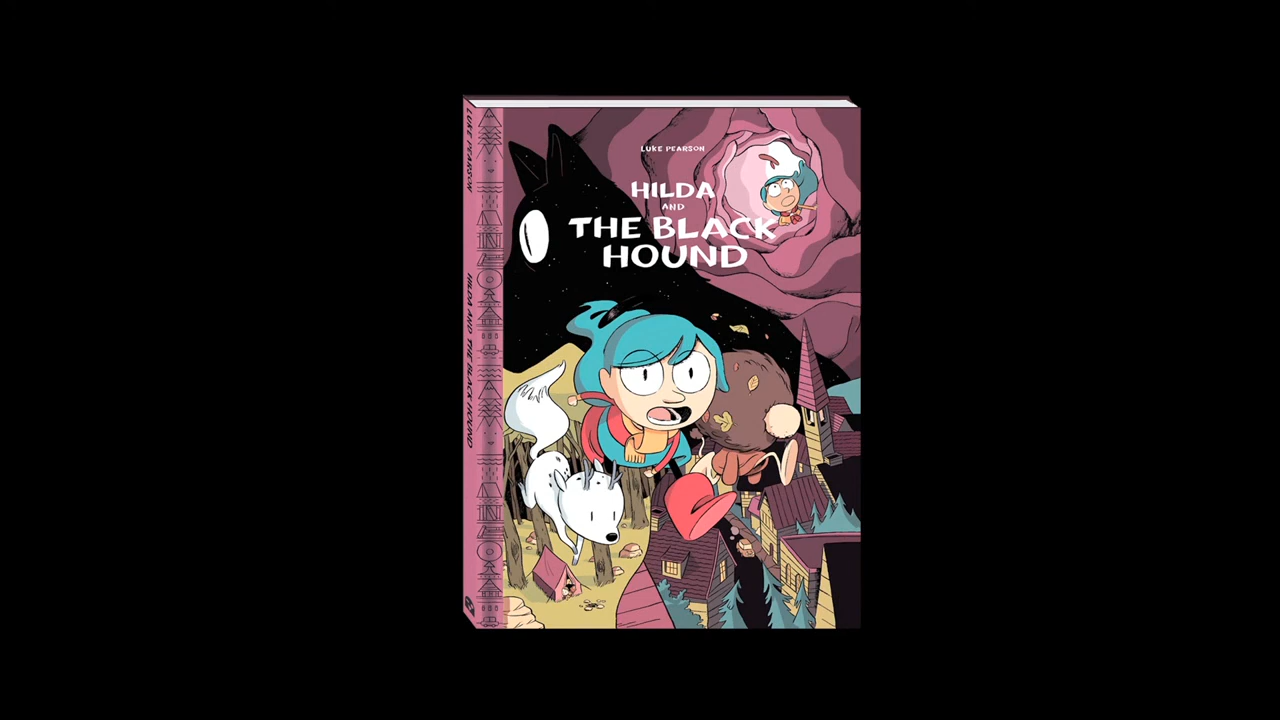 LUKE PEARSON
HILDA
AND
THE BLACK
HOUND
LUKE PEARSON
HILDA AND THE BLACK HOUND